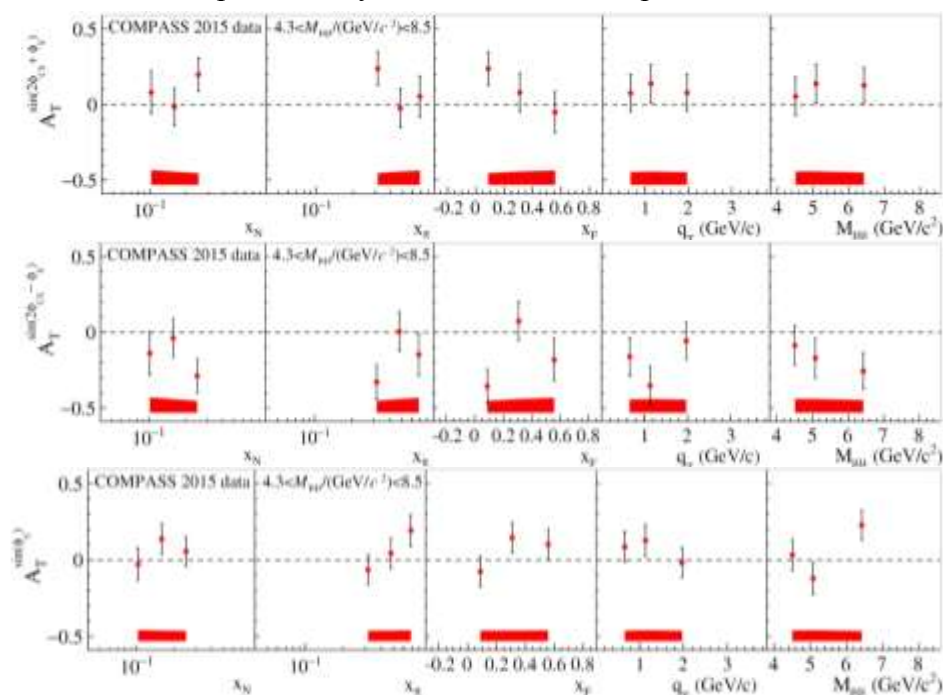 0.5
COMPASS 2015 data
4.3<M_μμ/(GeV/c²)<8.5
A_T^sin(2φ_CS+φ_S)
0
−0.5
10⁻¹ 10⁻¹ -0.2 0 0.2 0.4 0.6 0.8 1 2 3 4 5 6 7 8
x_N x_π x_F q_T (GeV/c) M_μμ (GeV/c²)
0.5
COMPASS 2015 data
4.3<M_μμ/(GeV/c²)<8.5
A_T^sin(2φ_CS−φ_S)
0
−0.5
10⁻¹ 10⁻¹ -0.2 0 0.2 0.4 0.6 0.8 1 2 3 4 5 6 7 8
x_N x_π x_F q_T (GeV/c) M_μμ (GeV/c²)
0.5
COMPASS 2015 data
4.3<M_μμ/(GeV/c²)<8.5
A_T^sin(φ_S)
0
−0.5
10⁻¹ 10⁻¹ -0.2 0 0.2 0.4 0.6 0.8 1 2 3 4 5 6 7 8
x_N x_π x_F q_T (GeV/c) M_μμ (GeV/c²)